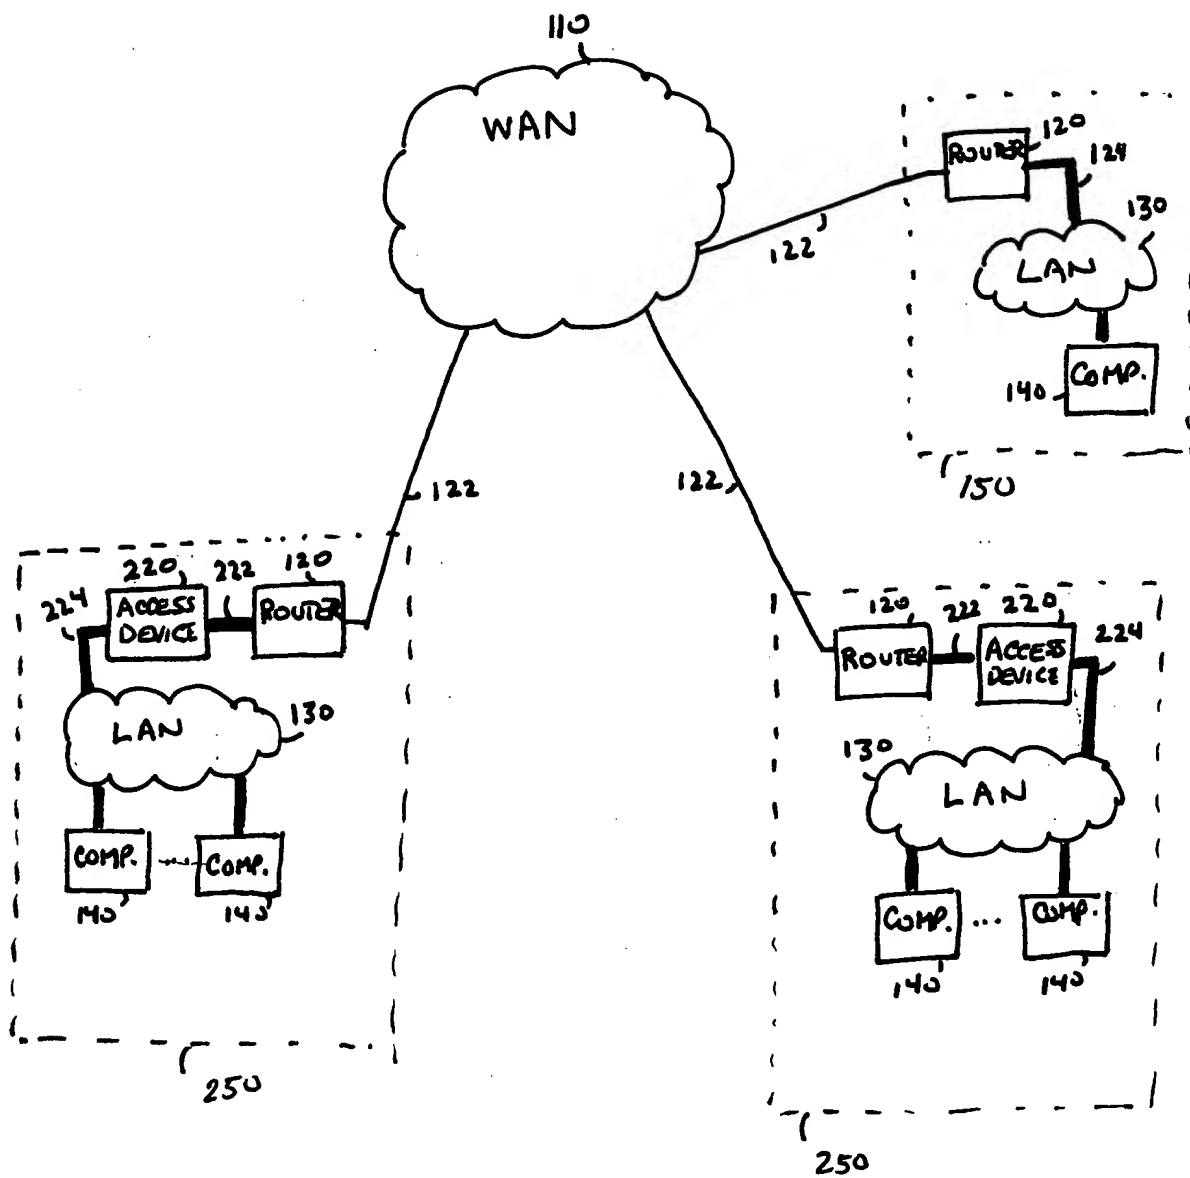 110
WAN
120
ROUTER
124
130
LAN
122
140
COMP.
150
122
122
220
222
120
224
ACCESS
DEVICE
ROUTER
LAN
130
COMP.
COMP.
140
140
250
120
222
220
224
ROUTER
ACCESS
DEVICE
130
LAN
COMP.
...
COMP.
140
140
250